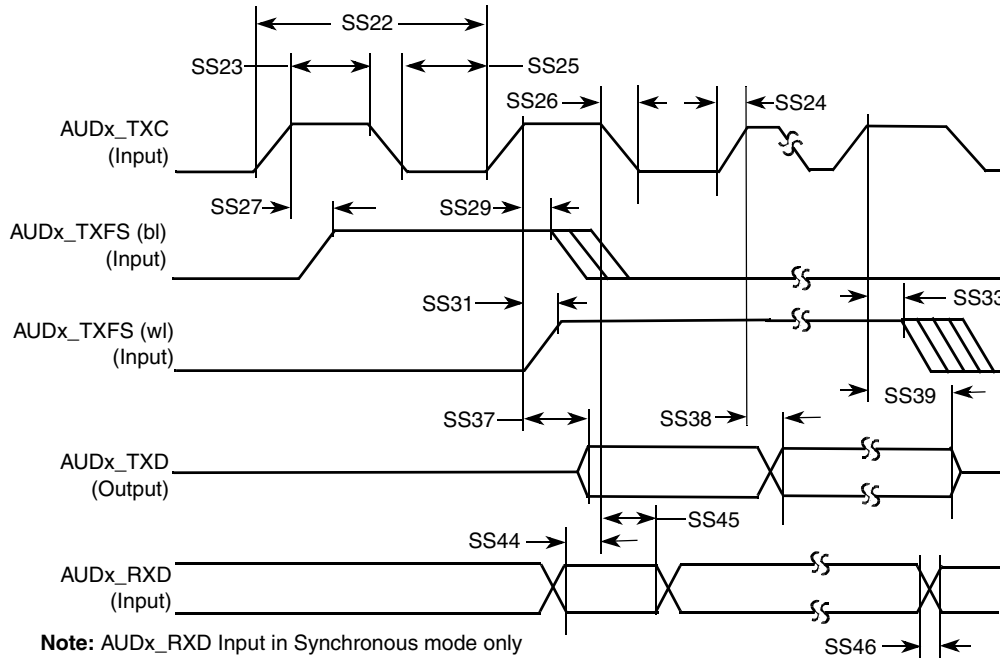 SS22
SS23
SS25
SS26
SS24
AUDx_TXC
(Input)
SS27
SS29
AUDx_TXFS (bl)
(Input)
SS31
SS33
AUDx_TXFS (wl)
(Input)
SS39
SS37
SS38
AUDx_TXD
(Output)
SS45
SS44
AUDx_RXD
(Input)
Note: AUDx_RXD Input in Synchronous mode only
SS46